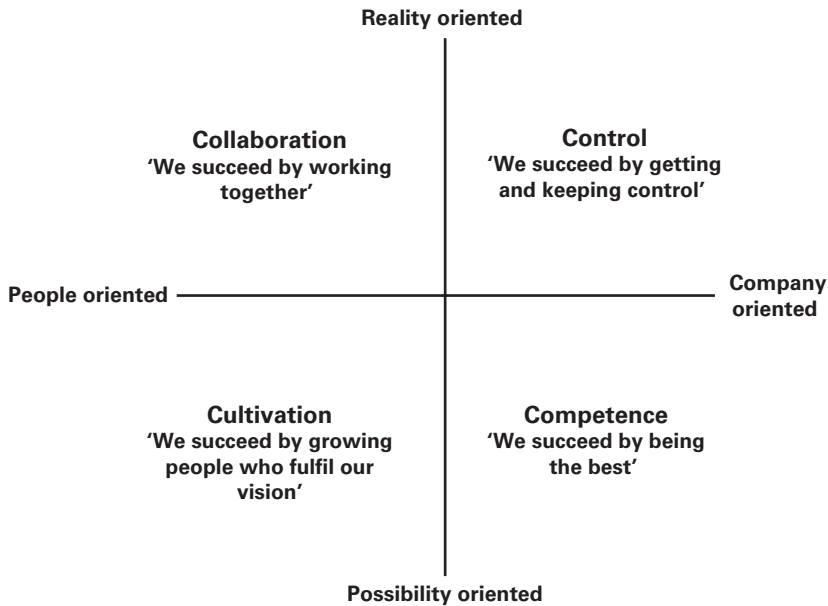 Reality oriented
Collaboration
‘We succeed by working
together’
Control
‘We succeed by getting
and keeping control’
People oriented
Company
oriented
Cultivation
‘We succeed by growing
people who fulfil our
vision’
Competence
‘We succeed by being
the best’
Possibility oriented